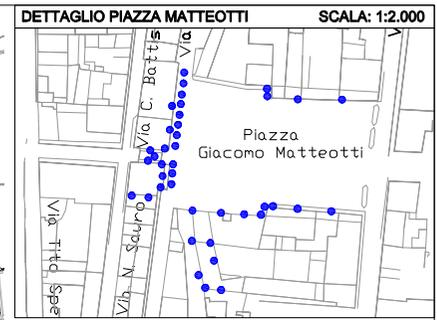 DETTAGLIO PIAZZA MATTEOTTI
SCALA: 1:2.000
Via C. Battis
Via
V
Piazza
Giacomo Matteotti
Via Tito Spe
Via N. Sauro